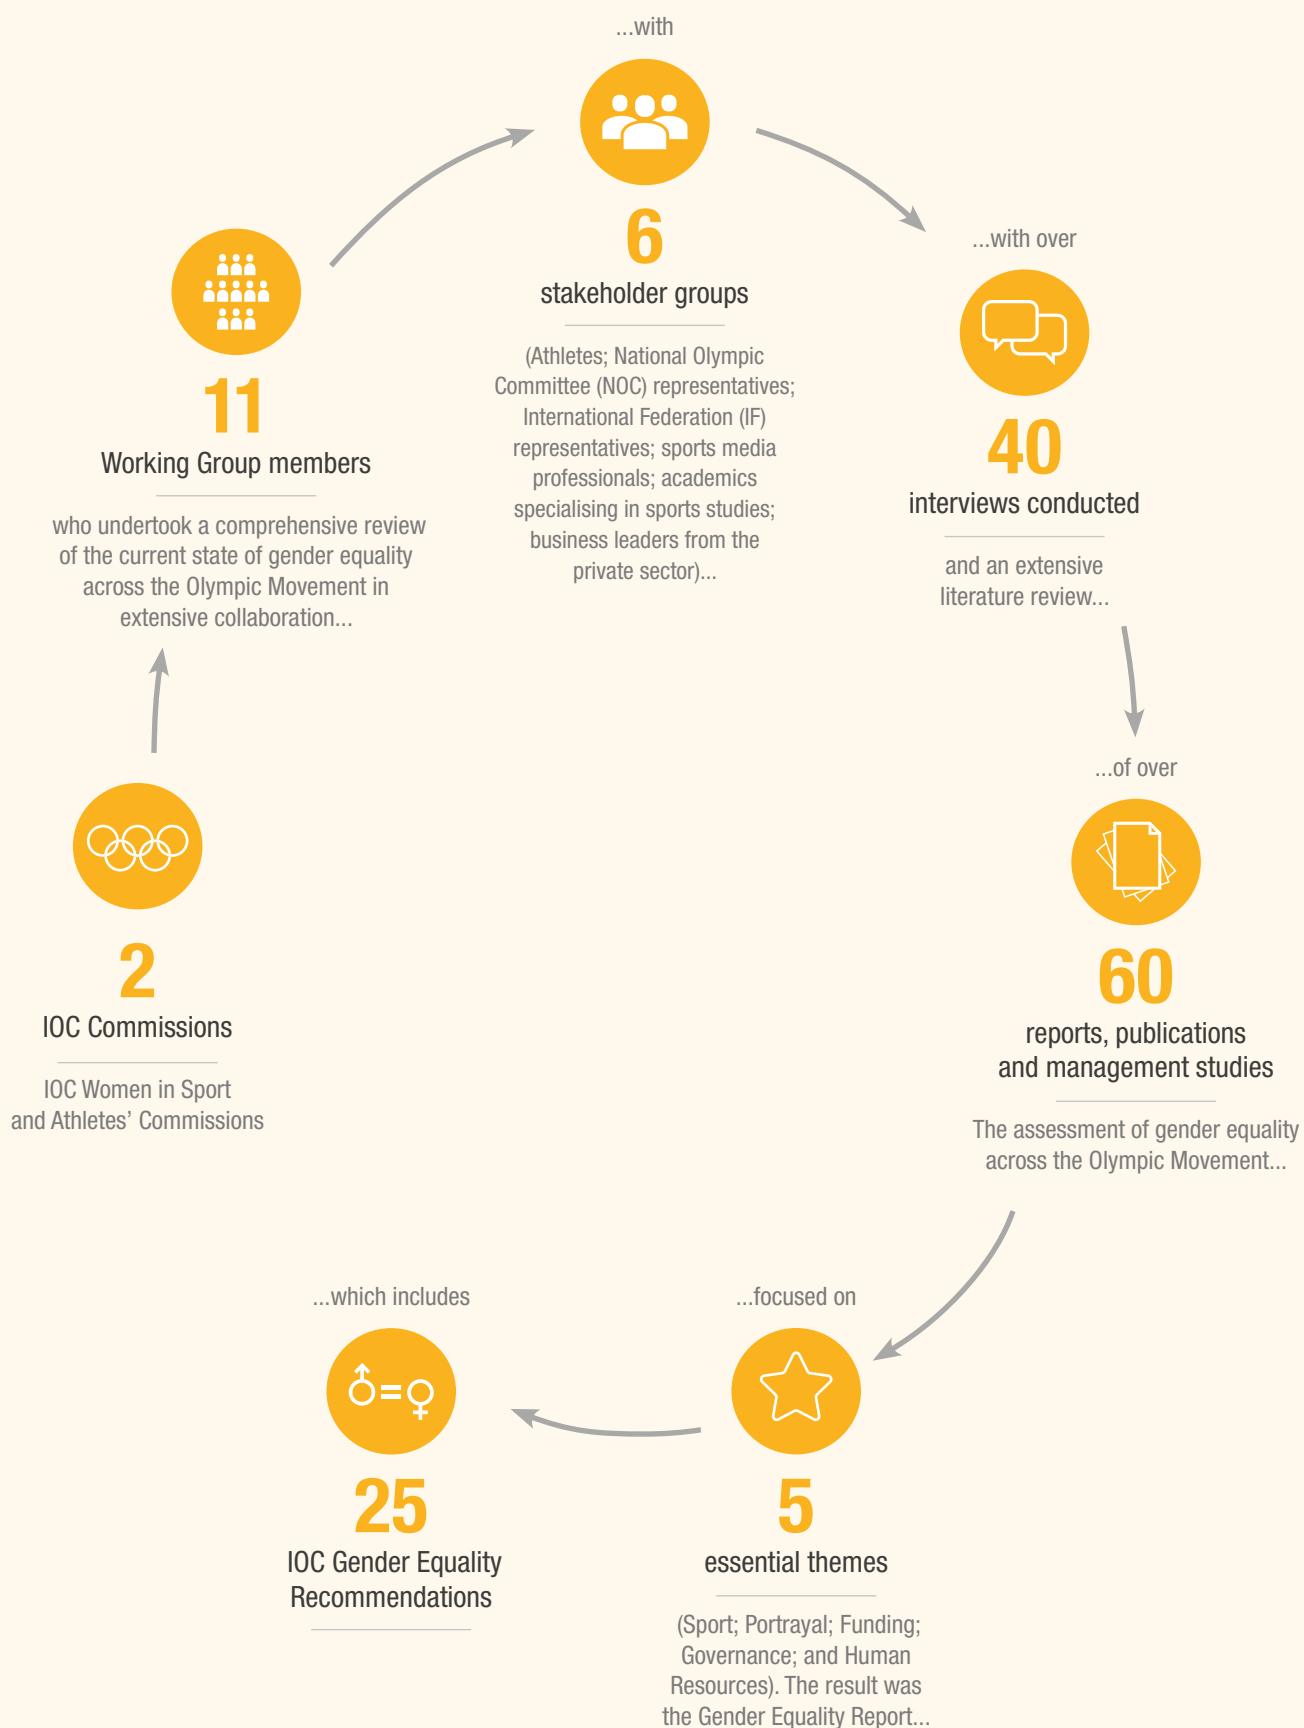 2
IOC Commissions
IOC Women in Sport
and Athletes’ Commissions
11
Working Group members
who undertook a comprehensive review
of the current state of gender equality
across the Olympic Movement in
extensive collaboration...
...with
6
stakeholder groups
(Athletes; National Olympic
Committee (NOC) representatives;
International Federation (IF)
representatives; sports media
professionals; academics
specialising in sports studies;
business leaders from the
private sector)...
...with over
40
interviews conducted
and an extensive
literature review...
...of over
60
reports, publications
and management studies
The assessment of gender equality
across the Olympic Movement...
...focused on
5
essential themes
(Sport; Portrayal; Funding;
Governance; and Human
Resources). The result was
the Gender Equality Report...
...which includes
25
IOC Gender Equality
Recommendations